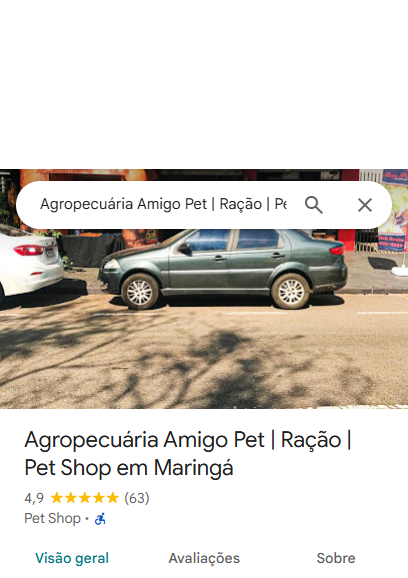 Agropecuária Amigo Pet | Ração | Pe
Agropecuária Amigo Pet | Ração |
Pet Shop em Maringá
4,9 (63)
Pet Shop ·
Visão geral
Avaliações
Sobre